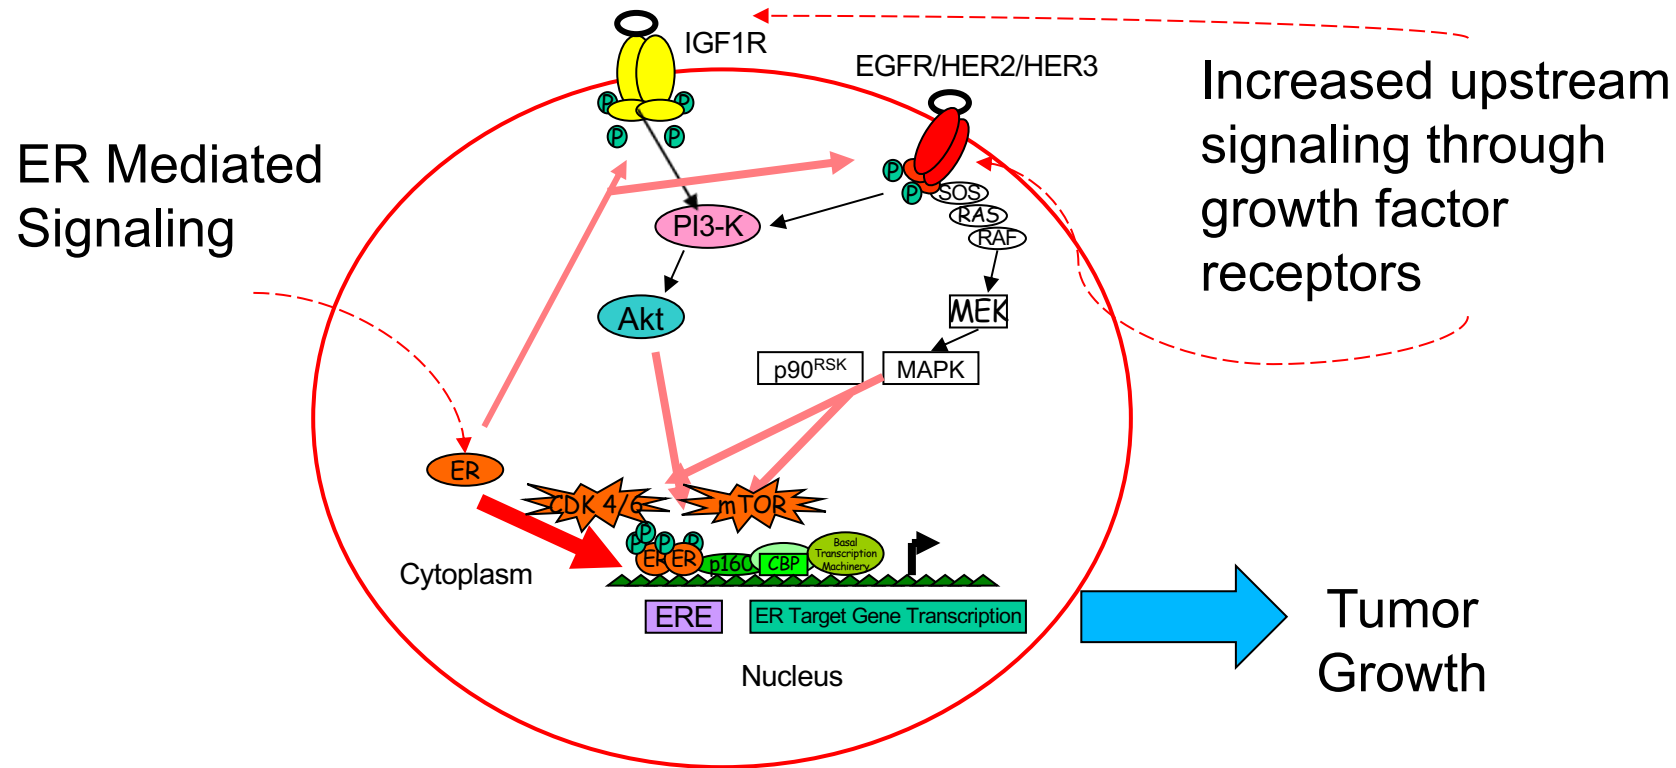 IGF1R
EGFR/HER2/HER3
Increased upstream
signaling through
growth factor
receptors
ER Mediated
Signaling
P
P
P
P
P
P
SOS
RAS
RAF
PI3-K
Akt
MEK
p90RSK
MAPK
ER
CDK 4/6
mTOR
P
P
P
P
ER
ER
p160
CBP
Basal
Transcription
Machinery
Cytoplasm
ERE
ER Target Gene Transcription
Nucleus
Tumor
Growth